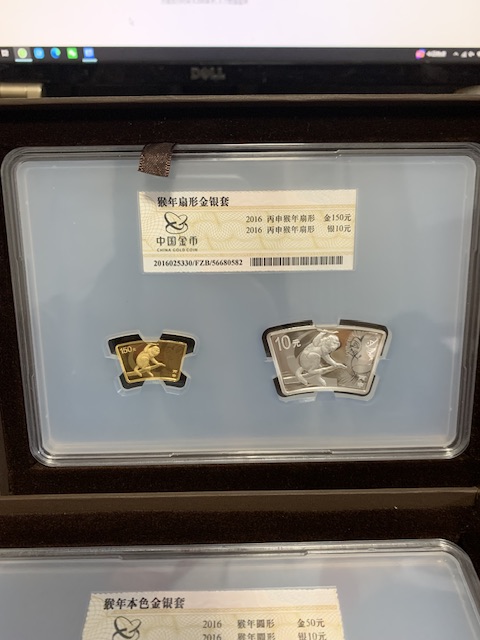 DELL
猴年扇形金银套
2016 丙申猴年扇形 金150元
2016 丙申猴年扇形 银10元
中国金币
CHINA GOLD COIN
2016025330/FZB/56680582
150元
10元
猴年本色金银套
2016 猴年圆形 金50元
2016 猴年圆形 银10元